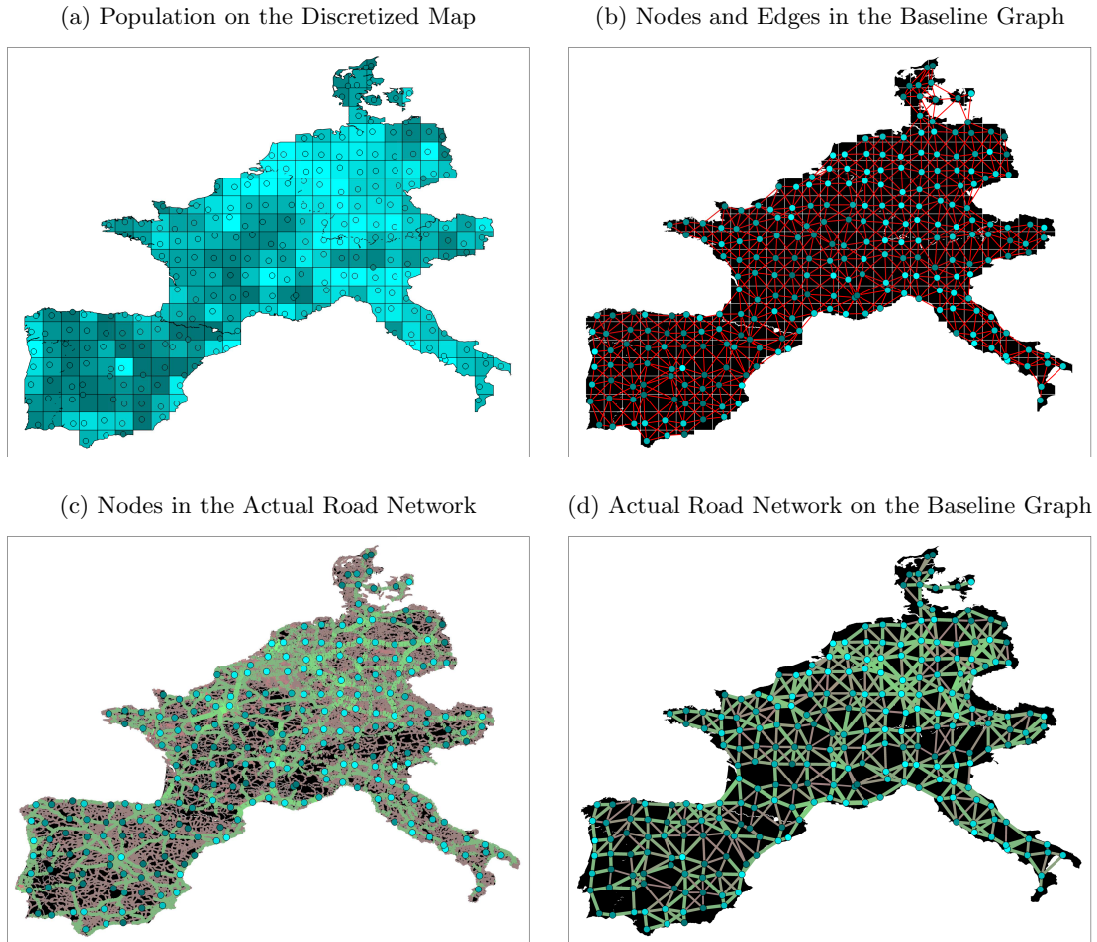 (a) Population on the Discretized Map
(b) Nodes and Edges in the Baseline Graph
(c) Nodes in the Actual Road Network
(d) Actual Road Network on the Baseline Graph